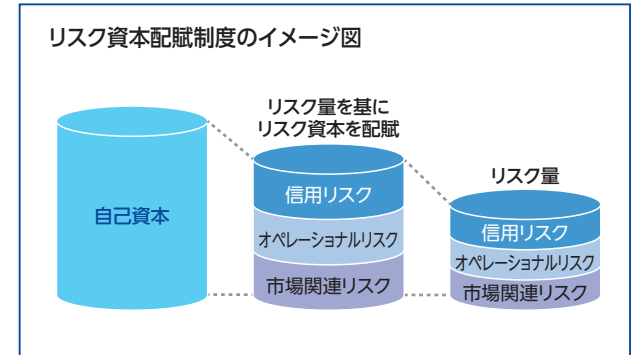 リスク資本配賦制度のイメージ図
リスク量を基に
リスク資本を配賦
自己資本
信用リスク
オペレーショナルリスク
市場関連リスク
リスク量
信用リスク
オペレーショナルリスク
市場関連リスク